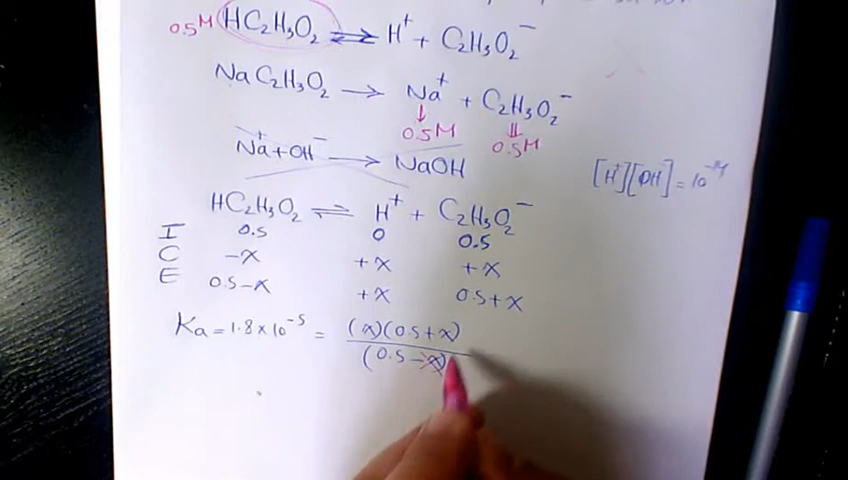 0.5M HC₂H₃O₂ ⇌ H⁺ + C₂H₃O₂⁻
NaC₂H₃O₂ → Na⁺ + C₂H₃O₂⁻
↓ ⇓
0.5M 0.5M
Na⁺ + OH⁻ → NaOH
[H⁺][OH⁻] = 10⁻¹⁴
HC₂H₃O₂ ⇌ H⁺ + C₂H₃O₂⁻
I 0.5 0 0.5
C -x +x +x
E 0.5-x +x 0.5+x
Ka = 1.8 × 10⁻⁵ = (x)(0.5+x)
(0.5-x)